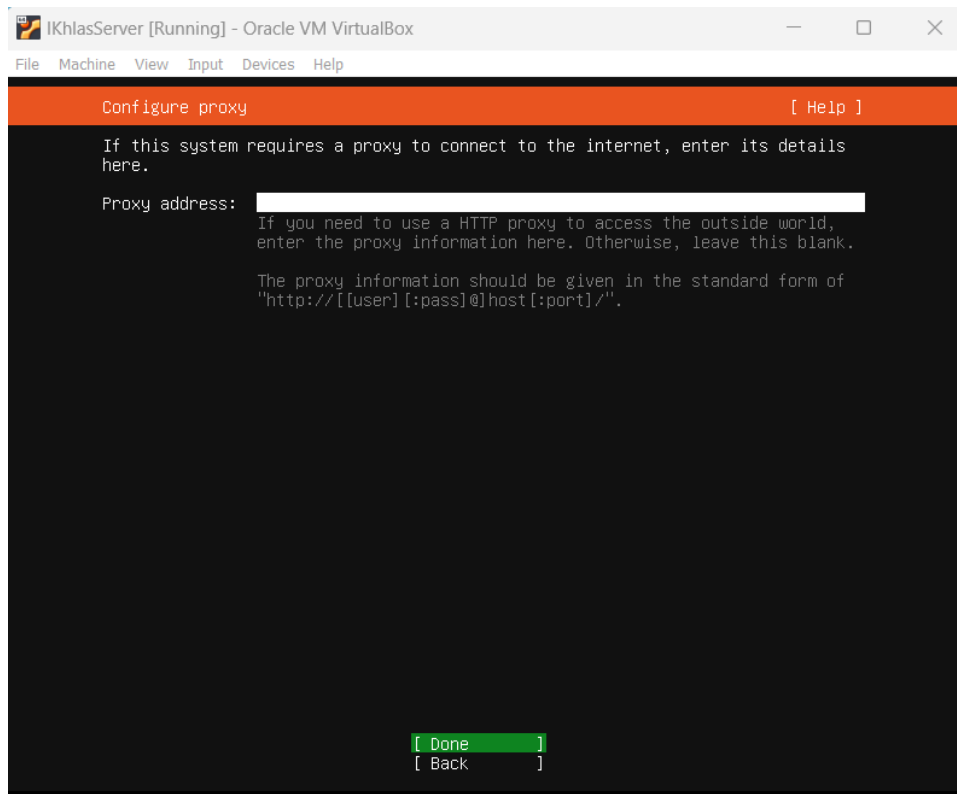 IKhlasServer [Running] - Oracle VM VirtualBox
File Machine View Input Devices Help
Configure proxy [ Help ]
If this system requires a proxy to connect to the internet, enter its details
here.
Proxy address:
If you need to use a HTTP proxy to access the outside world,
enter the proxy information here. Otherwise, leave this blank.
The proxy information should be given in the standard form of
"http://[[user][:pass]@]host[:port]/".
[ Done ]
[ Back ]